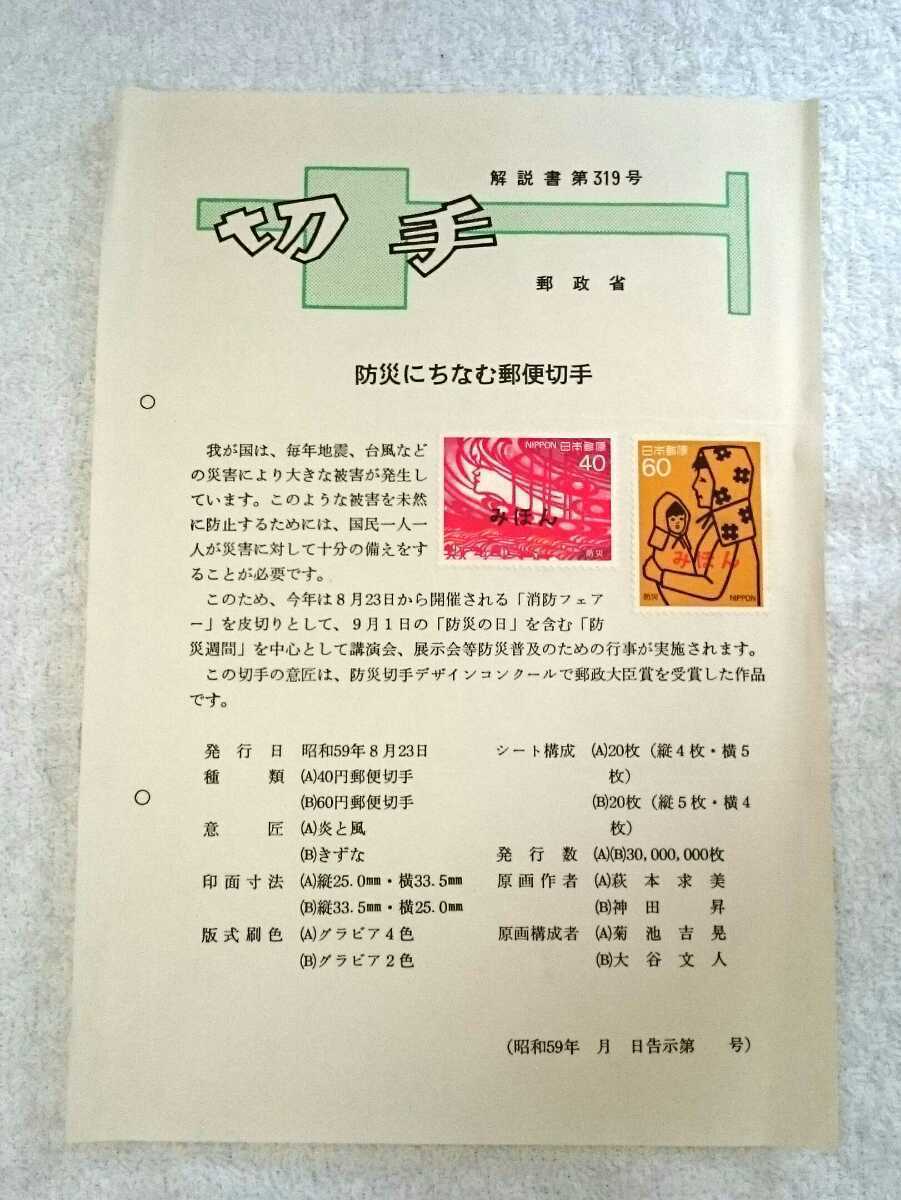 解説書第319号
切手
郵政省
防災にちなむ郵便切手
我が国は、毎年地震、台風など
の災害により大きな被害が発生し
ています。このような被害を未然
に防止するためには、国民一人一
人が災害に対して十分の備えをす
ることが必要です。
NIPPON 日本郵便
40
みほん
防災
日本郵便
60
みほん
防災 NIPPON
このため、今年は8月23日から開催される「消防フェア
ー」を皮切りとして、9月1日の「防災の日」を含む「防
災週間」を中心として講演会、展示会等防災普及のための行事が実施されます。
この切手の意匠は、防災切手デザインコンクールで郵政大臣賞を受賞した作品
です。
発行日 昭和59年8月23日
種類 (A)40円郵便切手
(B)60円郵便切手
意匠 (A)炎と風
(B)きずな
印面寸法 (A)縦25.0㎜・横33.5㎜
(B)縦33.5㎜・横25.0㎜
版式刷色 (A)グラビア4色
(B)グラビア2色
シート構成 (A)20枚（縦4枚・横5
枚）
(B)20枚（縦5枚・横4
枚）
発行数 (A)(B)30,000,000枚
原画作者 (A)萩本求美
(B)神田昇
原画構成者 (A)菊池吉晃
(B)大谷文人
（昭和59年 月 日告示第 号）